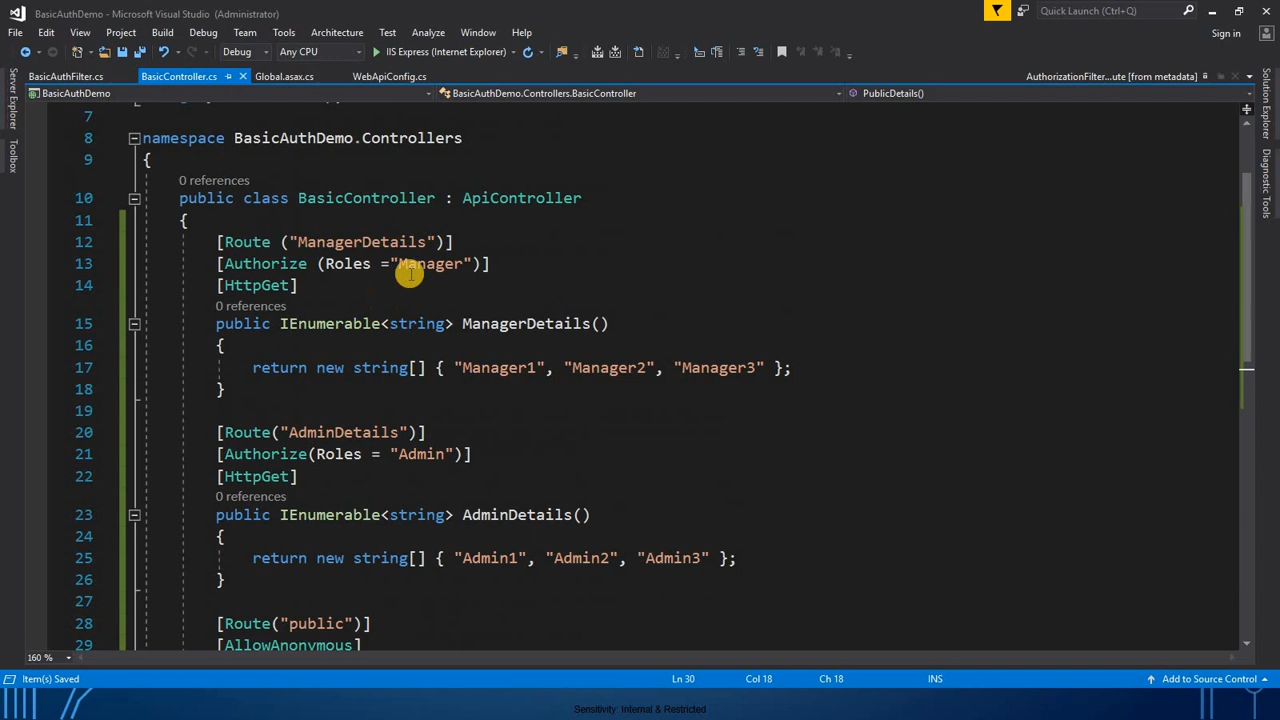 BasicAuthDemo - Microsoft Visual Studio (Administrator)
Quick Launch (Ctrl+Q)
File Edit View Project Build Debug Team Tools Architecture Test Analyze Window Help
Sign in
Debug Any CPU IIS Express (Internet Explorer)
BasicAuthFilter.cs BasicController.cs Global.asax.cs WebApiConfig.cs AuthorizationFilter...ute [from metadata]
BasicAuthDemo BasicAuthDemo.Controllers.BasicController PublicDetails()
Server Explorer
Toolbox
Solution Explorer
Diagnostic Tools
7
8 namespace BasicAuthDemo.Controllers
9 {
0 references
10 public class BasicController : ApiController
11 {
12 [Route ("ManagerDetails")]
13 [Authorize (Roles ="Manager")]
14 [HttpGet]
0 references
15 public IEnumerable<string> ManagerDetails()
16 {
17 return new string[] { "Manager1", "Manager2", "Manager3" };
18 }
19
20 [Route("AdminDetails")]
21 [Authorize(Roles = "Admin")]
22 [HttpGet]
0 references
23 public IEnumerable<string> AdminDetails()
24 {
25 return new string[] { "Admin1", "Admin2", "Admin3" };
26 }
27
28 [Route("public")]
29 [AllowAnonymous]
160 %
Item(s) Saved Ln 30 Col 18 Ch 18 INS Add to Source Control
Sensitivity: Internal & Restricted